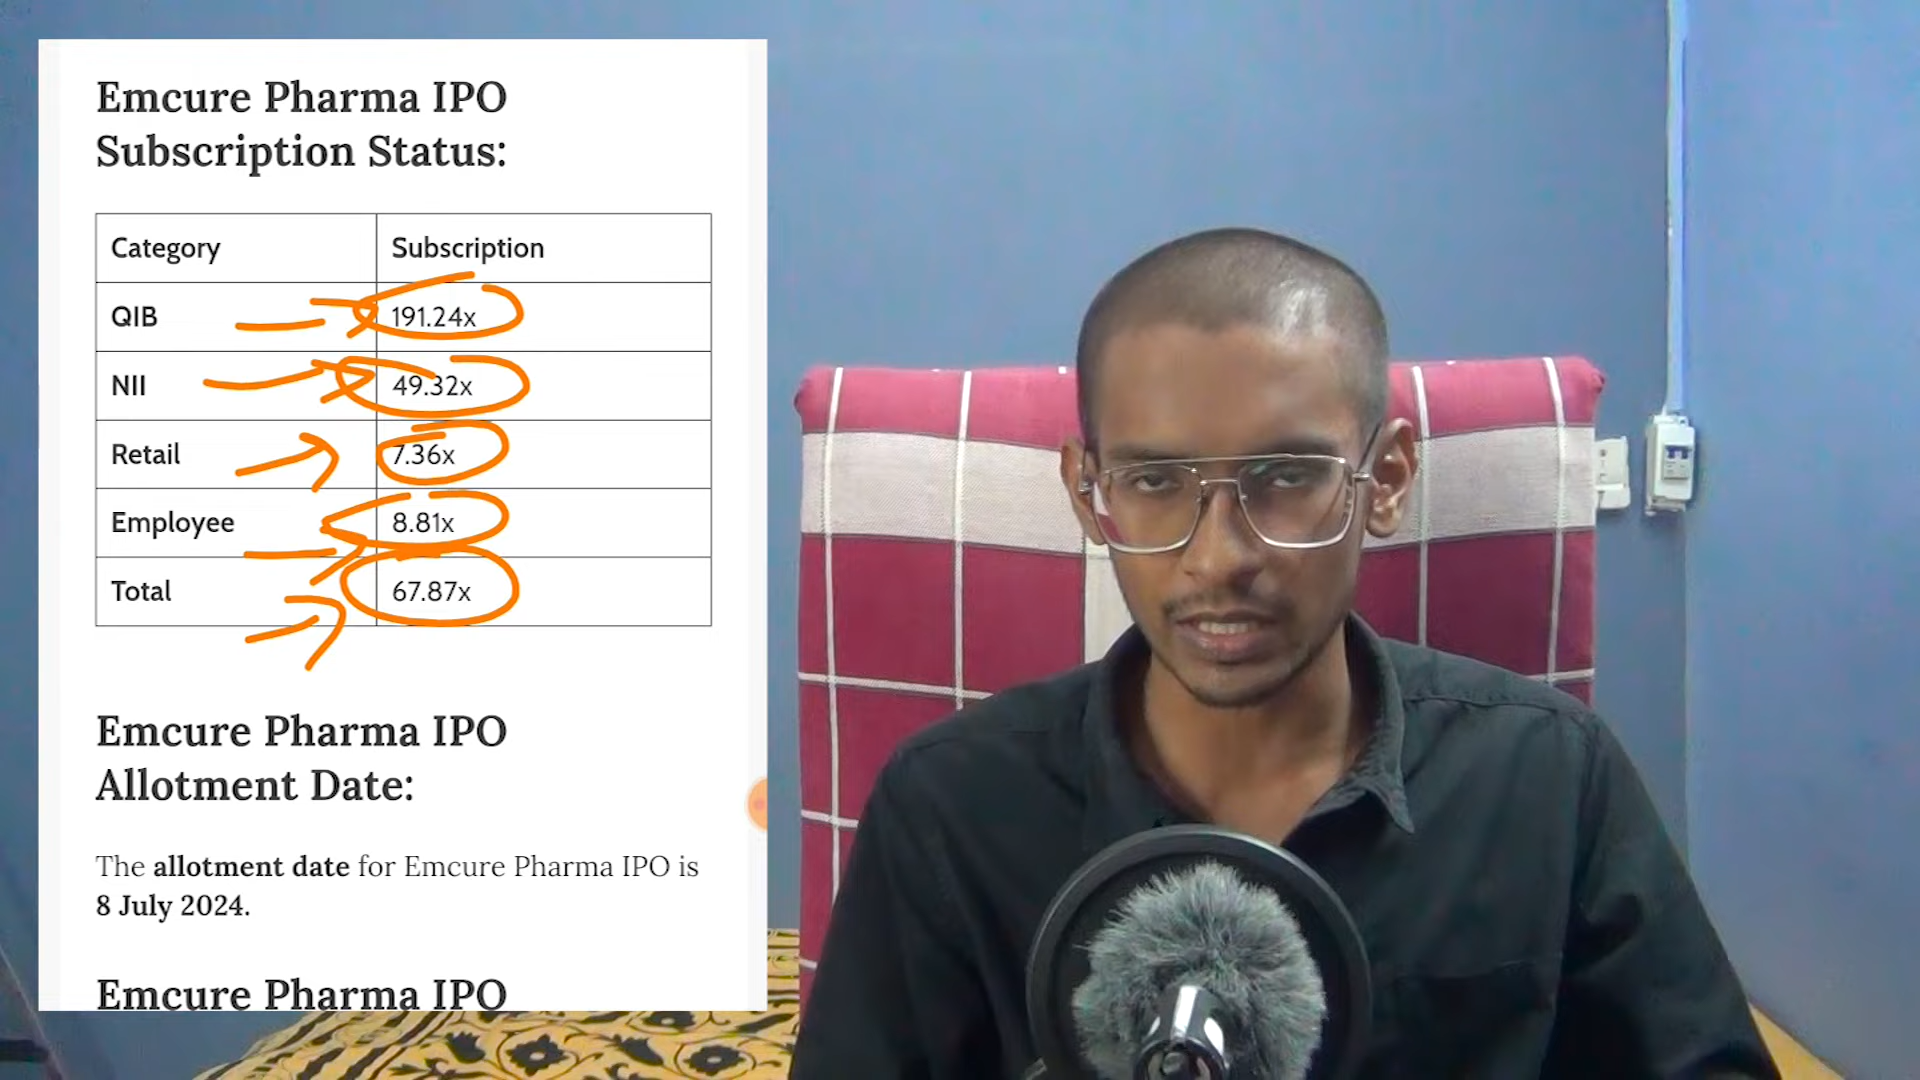 Emcure Pharma IPO
Subscription Status:
Category Subscription
QIB 191.24x
NII 49.32x
Retail 7.36x
Employee 8.81x
Total 67.87x
Emcure Pharma IPO
Allotment Date:
The allotment date for Emcure Pharma IPO is
8 July 2024.
Emcure Pharma IPO